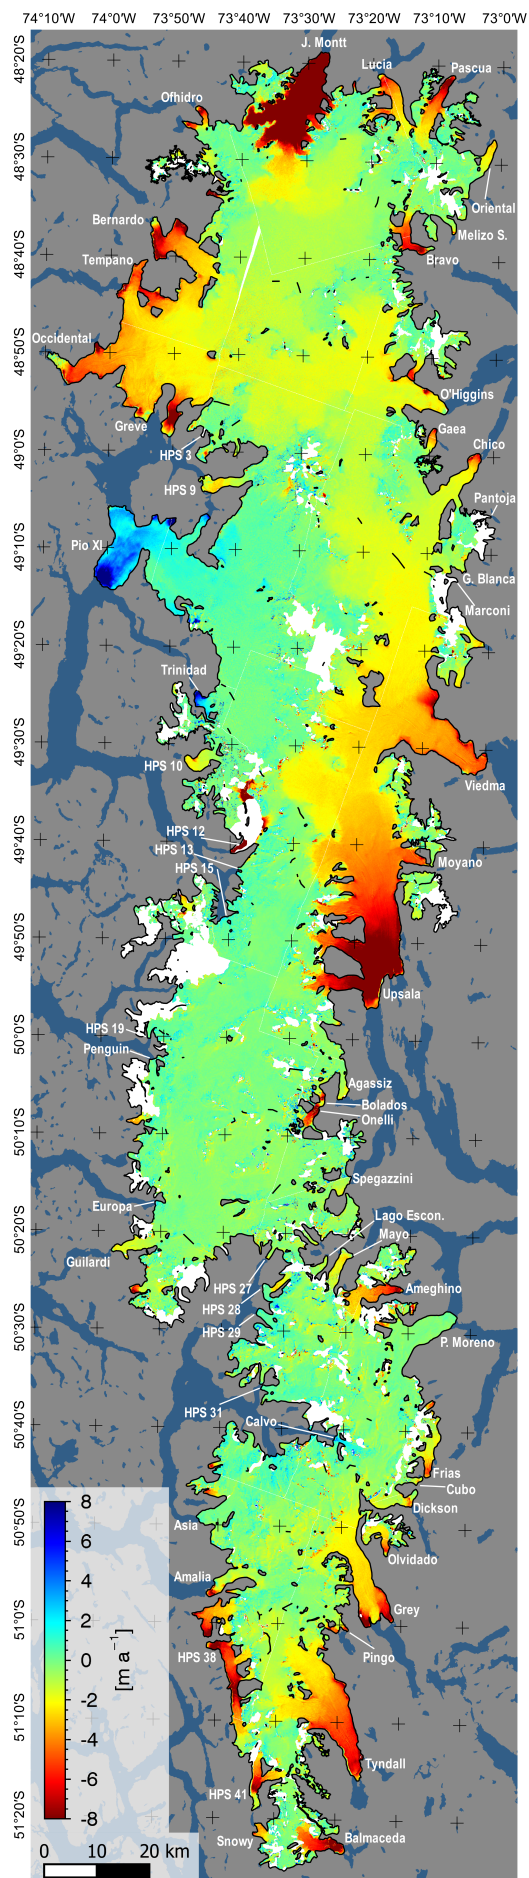 74°10'W 74°0'W 73°50'W 73°40'W 73°30'W 73°20'W 73°10'W 73°0'W
48°20'S
J. Montt
Lucia
Pascua
Ofhidro
48°30'S
Oriental
Bernardo
Melizo S.
48°40'S
Tempano
Bravo
Occidental
48°50'S
O'Higgins
Greve
Gaea
49°0'S
HPS 3
Chico
HPS 9
Pantoja
49°10'S
Pio XI
G. Blanca
Marconi
49°20'S
Trinidad
49°30'S
HPS 10
Viedma
HPS 12
49°40'S
HPS 13
Moyano
HPS 15
49°50'S
Upsala
50°0'S
HPS 19
Penguin
Agassiz
Bolados
Onelli
50°10'S
Spegazzini
Europa
Lago Escon.
50°20'S
Mayo
Guilardi
HPS 27
Ameghino
HPS 28
50°30'S
HPS 29
P. Moreno
HPS 31
50°40'S
Calvo
Frias
Cubo
Dickson
50°50'S
Asia
Olvidado
Amalia
Grey
51°0'S
HPS 38
Pingo
51°10'S
Tyndall
HPS 41
51°20'S
Snowy
Balmaceda
8
6
4
2
0
-2
-4
-6
-8
[m a⁻¹]
0 10 20 km